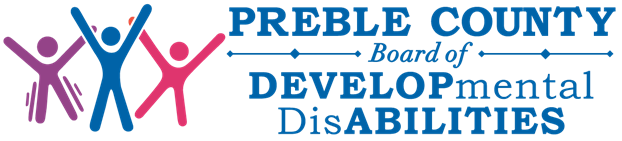 PREBLE COUNTY
Board of
DEVELOPmental
DisABILITIES